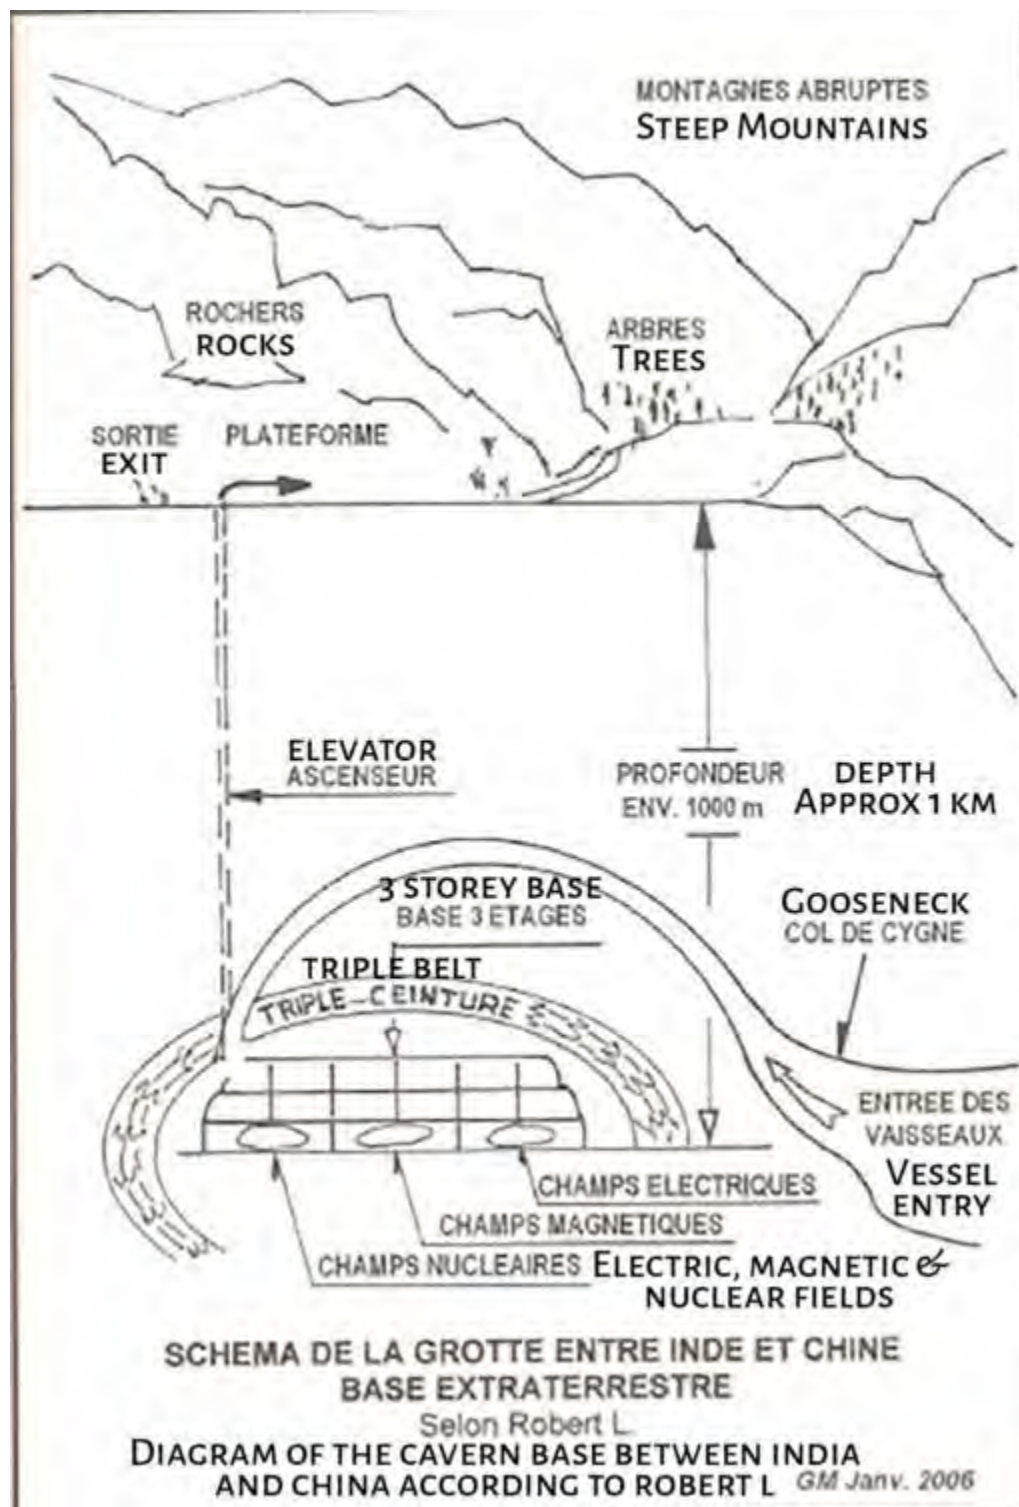 MONTAGNES ABRUPTES
STEEP MOUNTAINS
ROCHERS
ROCKS
ARBRES
TREES
SORTIE
EXIT
PLATEFORME
ELEVATOR
ASCENSEUR
PROFONDEUR
ENV. 1000 m
DEPTH
APPROX 1 KM
3 STOREY BASE
BASE 3 ETAGES
GOOSENECK
COL DE CYGNE
TRIPLE BELT
TRIPLE-CEINTURE
ENTREE DES
VAISSEAUX
VESSEL
ENTRY
CHAMPS ELECTRIQUES
CHAMPS MAGNETIQUES
CHAMPS NUCLEAIRES
ELECTRIC, MAGNETIC &
NUCLEAR FIELDS
SCHEMA DE LA GROTTE ENTRE INDE ET CHINE
BASE EXTRATERRESTRE
Selon Robert L.
DIAGRAM OF THE CAVERN BASE BETWEEN INDIA
AND CHINA ACCORDING TO ROBERT L
GM Janv. 2006